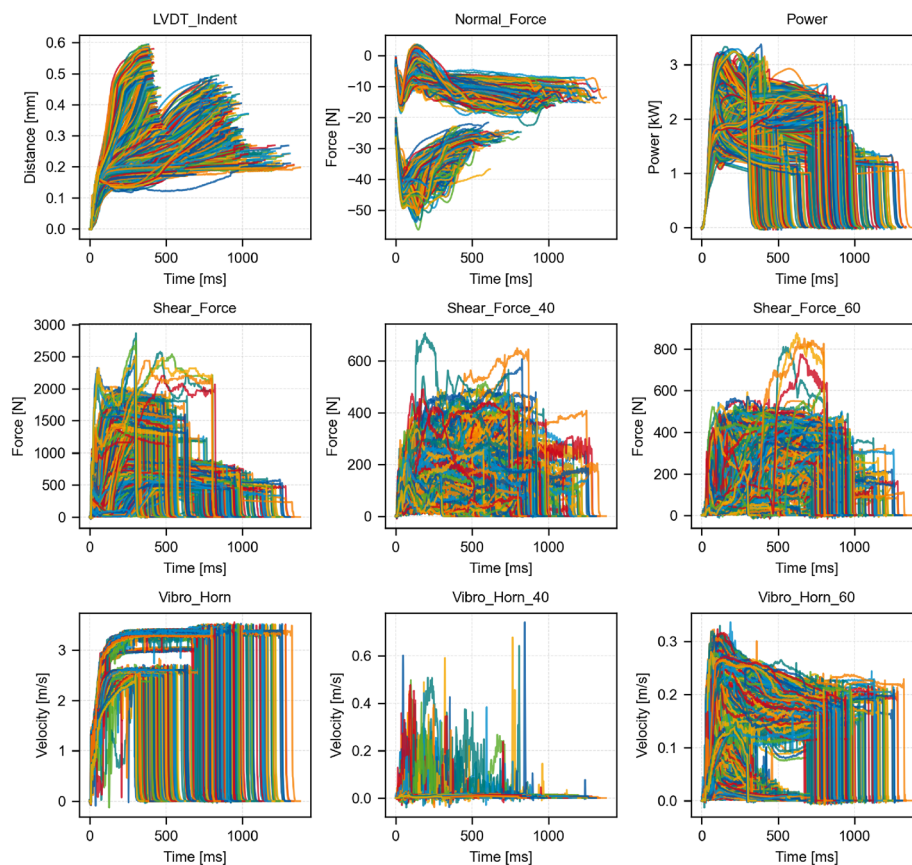 LVDT_Indent
Normal_Force
Power
0.6
0.5
0.4
0.3
0.2
0.1
0.0
Distance [mm]
0
500
1000
Time [ms]
0
−10
−20
−30
−40
−50
Force [N]
0
500
1000
Time [ms]
3
2
1
0
Power [kW]
0
500
1000
Time [ms]
Shear_Force
Shear_Force_40
Shear_Force_60
3000
2500
2000
1500
1000
500
0
Force [N]
0
500
1000
Time [ms]
600
400
200
0
Force [N]
0
500
1000
Time [ms]
800
600
400
200
0
Force [N]
0
500
1000
Time [ms]
Vibro_Horn
Vibro_Horn_40
Vibro_Horn_60
3
2
1
0
Velocity [m/s]
0
500
1000
Time [ms]
0.6
0.4
0.2
0.0
Velocity [m/s]
0
500
1000
Time [ms]
0.3
0.2
0.1
0.0
Velocity [m/s]
0
500
1000
Time [ms]